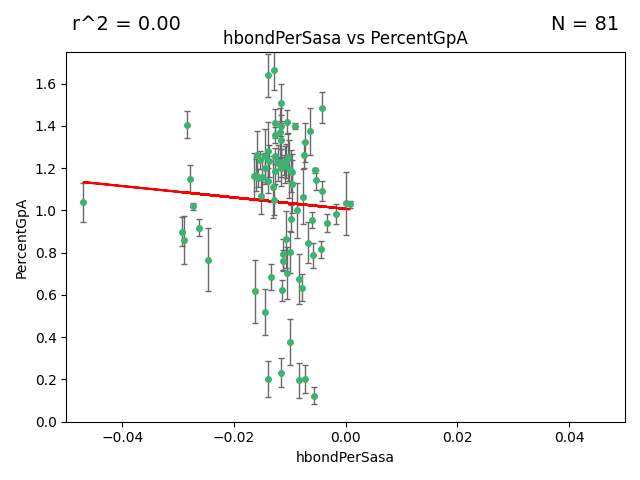 r^2 = 0.00
N = 81
hbondPerSasa vs PercentGpA
PercentGpA
1.6
1.4
1.2
1.0
0.8
0.6
0.4
0.2
0.0
−0.04
−0.02
0.00
0.02
0.04
hbondPerSasa